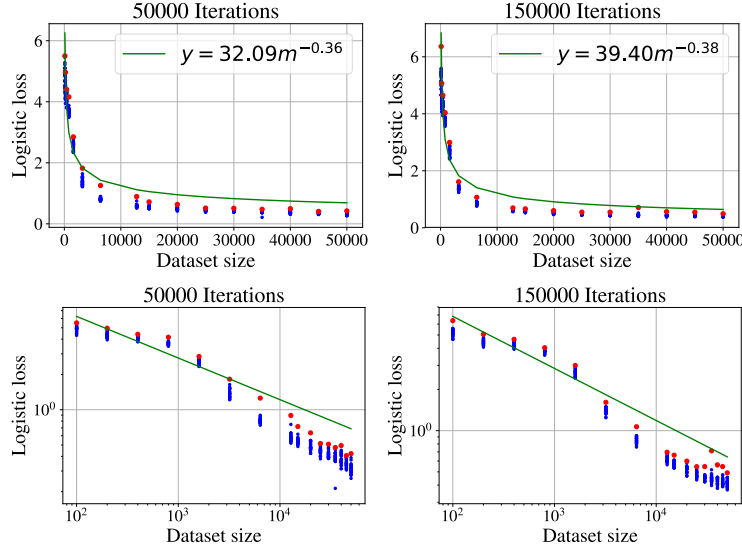 50000 Iterations
Logistic loss
6
4
2
0
y = 32.09m^{-0.36}
0 10000 20000 30000 40000 50000
Dataset size
150000 Iterations
Logistic loss
6
4
2
0
y = 39.40m^{-0.38}
0 10000 20000 30000 40000 50000
Dataset size
50000 Iterations
Logistic loss
10^0
10^2 10^3 10^4
Dataset size
150000 Iterations
Logistic loss
10^0
10^2 10^3 10^4
Dataset size